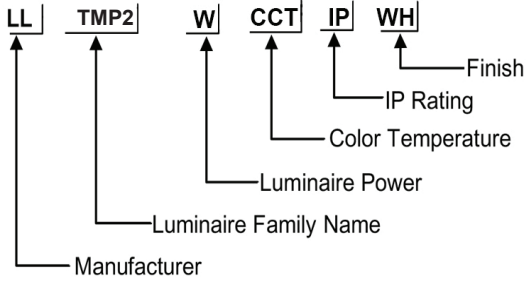 LL TMP2 W CCT IP WH
Finish
IP Rating
Color Temperature
Luminaire Power
Luminaire Family Name
Manufacturer